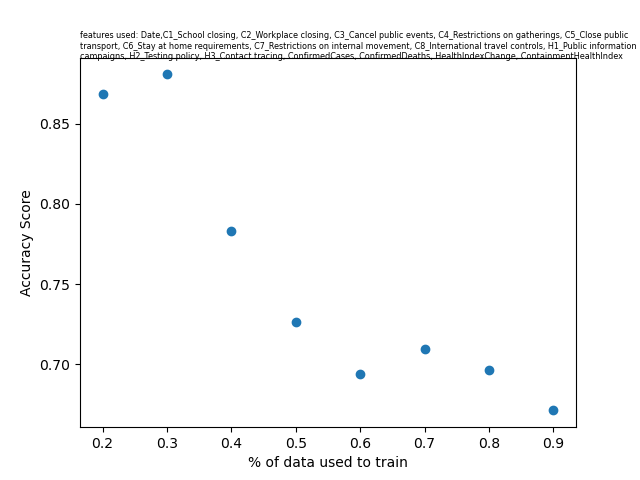 features used: Date,C1_School closing, C2_Workplace closing, C3_Cancel public events, C4_Restrictions on gatherings, C5_Close public
transport, C6_Stay at home requirements, C7_Restrictions on internal movement, C8_International travel controls, H1_Public information
campaigns, H2_Testing policy, H3_Contact tracing, ConfirmedCases, ConfirmedDeaths, HealthIndexChange, ContainmentHealthIndex
0.85
0.80
0.75
0.70
Accuracy Score
0.2 0.3 0.4 0.5 0.6 0.7 0.8 0.9
% of data used to train